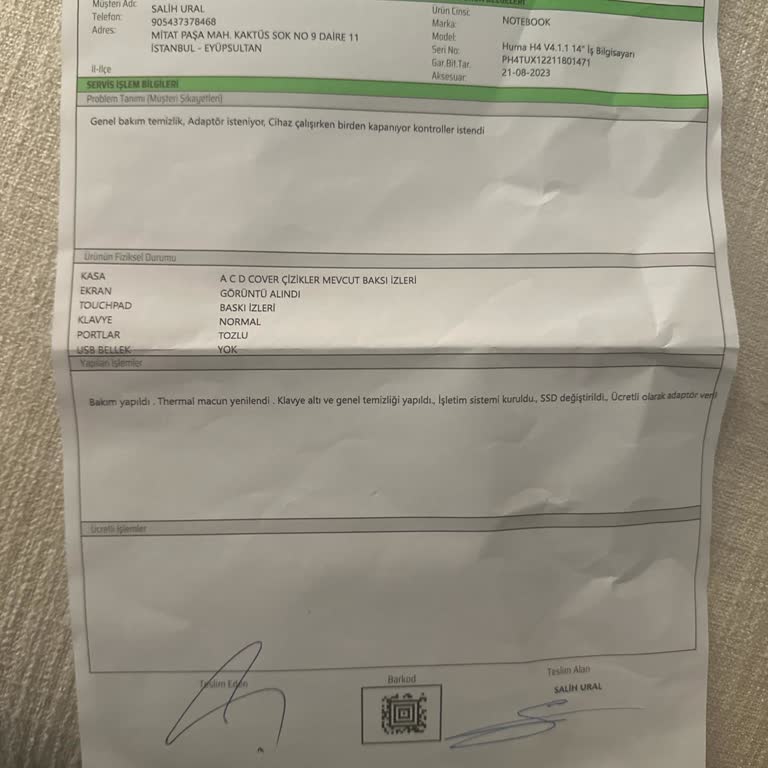 Müşteri Adı: SALİH URAL
Telefon: 905437378468
Adres: MİTAT PAŞA MAH. KAKTÜS SOK NO 9 DAİRE 11
İSTANBUL - EYÜPSULTAN
İl-İlçe
BİLGİLERİ
Ürün Cinsi: NOTEBOOK
Marka:
Model: Huma H4 V4.1.1 14" İş Bilgisayarı
Seri No: PH4TUX12211801471
Gar.Bit.Tar. 21-08-2023
Aksesuar
SERVİS İŞLEM BİLGİLERİ
Problem Tanımı (Müşteri Şikayetleri)
Genel bakım temizlik, Adaptör isteniyor, Cihaz çalışırken birden kapanıyor kontroller istendi
Ürünün Fiziksel Durumu
KASA A C D COVER ÇİZİKLER MEVCUT BAKSI İZLERİ
EKRAN GÖRÜNTÜ ALINDI
TOUCHPAD BASKI İZLERİ
KLAVYE NORMAL
PORTLAR TOZLU
USB BELLEK YOK
Yapılan İşlemler
Bakım yapıldı . Thermal macun yenilendi . Klavye altı ve genel temizliği yapıldı., İşletim sistemi kuruldu., SSD değiştirildi., Ücretli olarak adaptör veril
Ücretli İşlemler
Teslim Eden
Barkod
Teslim Alan
SALİH URAL